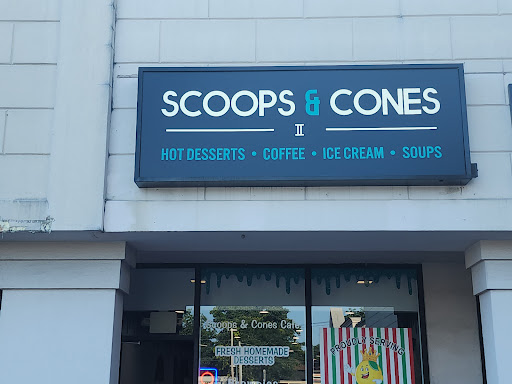 SCOOPS & CONES
II
HOT DESSERTS • COFFEE • ICE CREAM • SOUPS
Scoops & Cones Cafe
FRESH HOMEMADE
DESSERTS
PROUDLY SERVING